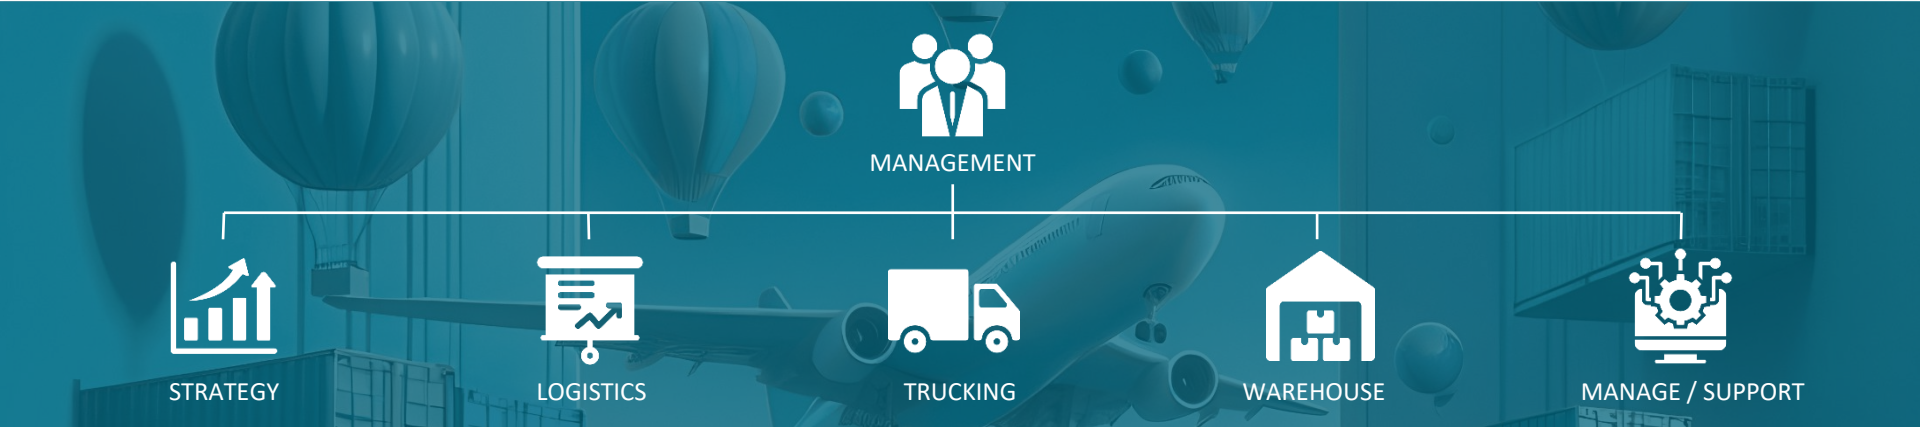 MANAGEMENT
STRATEGY
LOGISTICS
TRUCKING
WAREHOUSE
MANAGE / SUPPORT